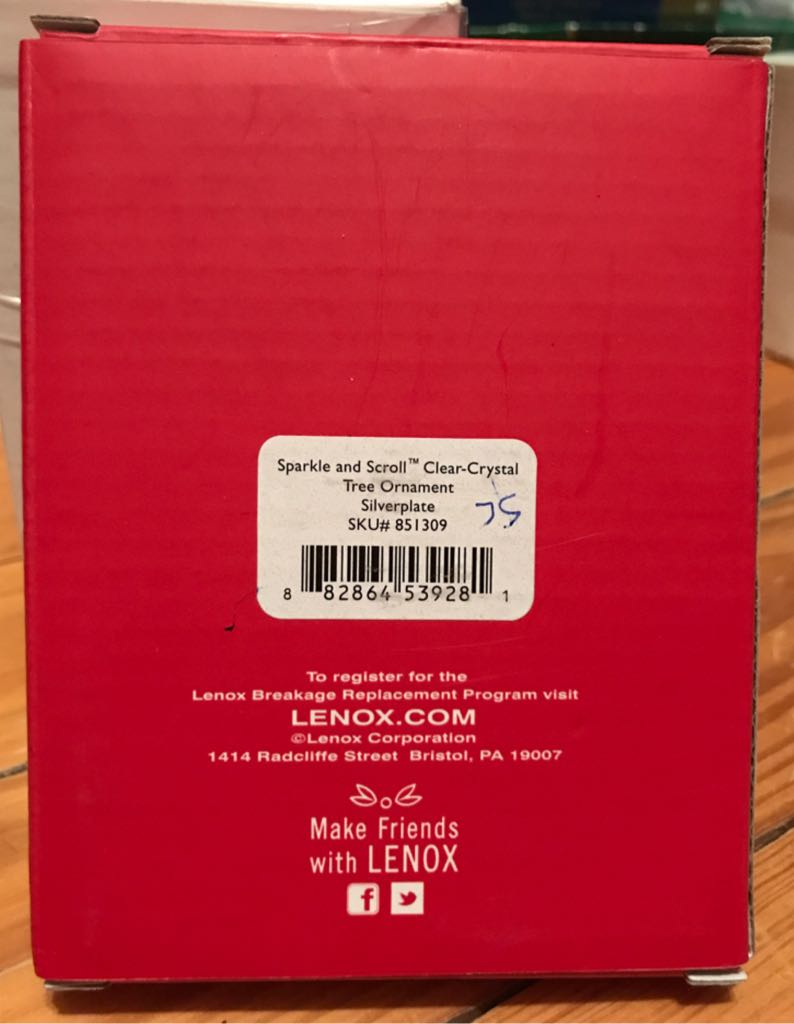 Sparkle and Scroll™ Clear-Crystal
Tree Ornament
Silverplate
SKU# 851309
8 82864 53928 1
To register for the
Lenox Breakage Replacement Program visit
LENOX.COM
©Lenox Corporation
1414 Radcliffe Street Bristol, PA 19007
Make Friends
with LENOX
f